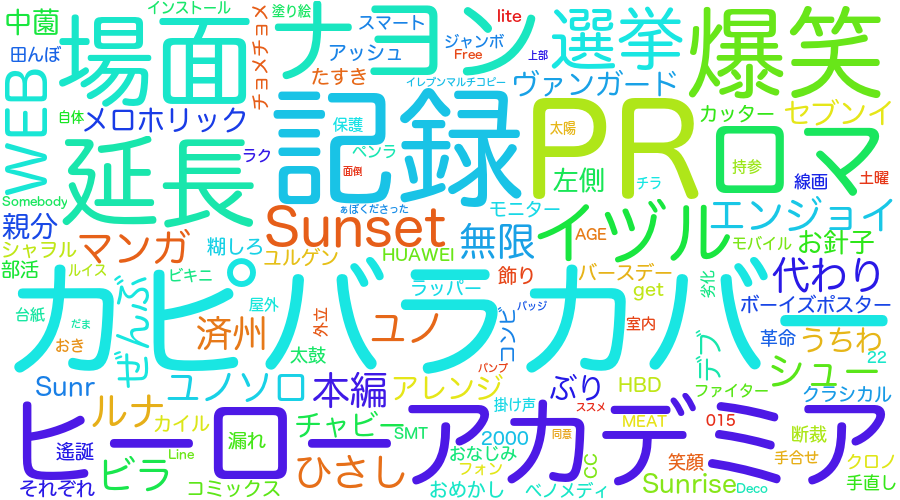 中薗
インストール
塗り絵
スマート
lite
ジャンボ
Free
上部
田んぼ
チョメチョメ
アッシュ
たすき
場面
ナヨン
選挙
爆笑
イレブンマルチコピー
ヴァンガード
WEB
自体
メロホリック
記録
保護
PR
太陽
カッター
セブンイ
ロマ
ペンラ
ラク
面倒
延長
左側
チラ
持参
線画
土曜
Somebody
親分
あぼくださった
モニター
エンジョイ
Sunset
イヅル
AGE
マンガ
無限
モバイル
お針子
シャヲル
糊しろ
ユルゲン
HUAWEI
部活
ルイス
ビキニ
飾り
バースデー
代わり
カピバラカバー
ラッパー
get
劣化
ボーイズポスター
ぜんぶ
台紙
屋外
バッジ
だま
済州
外立
ユノ
コンビ
室内
革命
うちわ
おき
太鼓
デブ
22
バンプ
シュー
Sunr
ユノソロ
本編
アレンジ
ぶり
HBD
ファイター
クラシカル
ヒーローアカデミア
ルナ
カイル
チャビー
掛け声
ススメ
MEAT
015
遙誕
漏れ
SMT
2000
同意
断裁
Line
おなじみ
笑顔
手合せ
クロノ
ビラ
ひさし
フォン
CC
手直し
それぞれ
コミックス
おめかし
ベノメディ
Sunrise
Deco